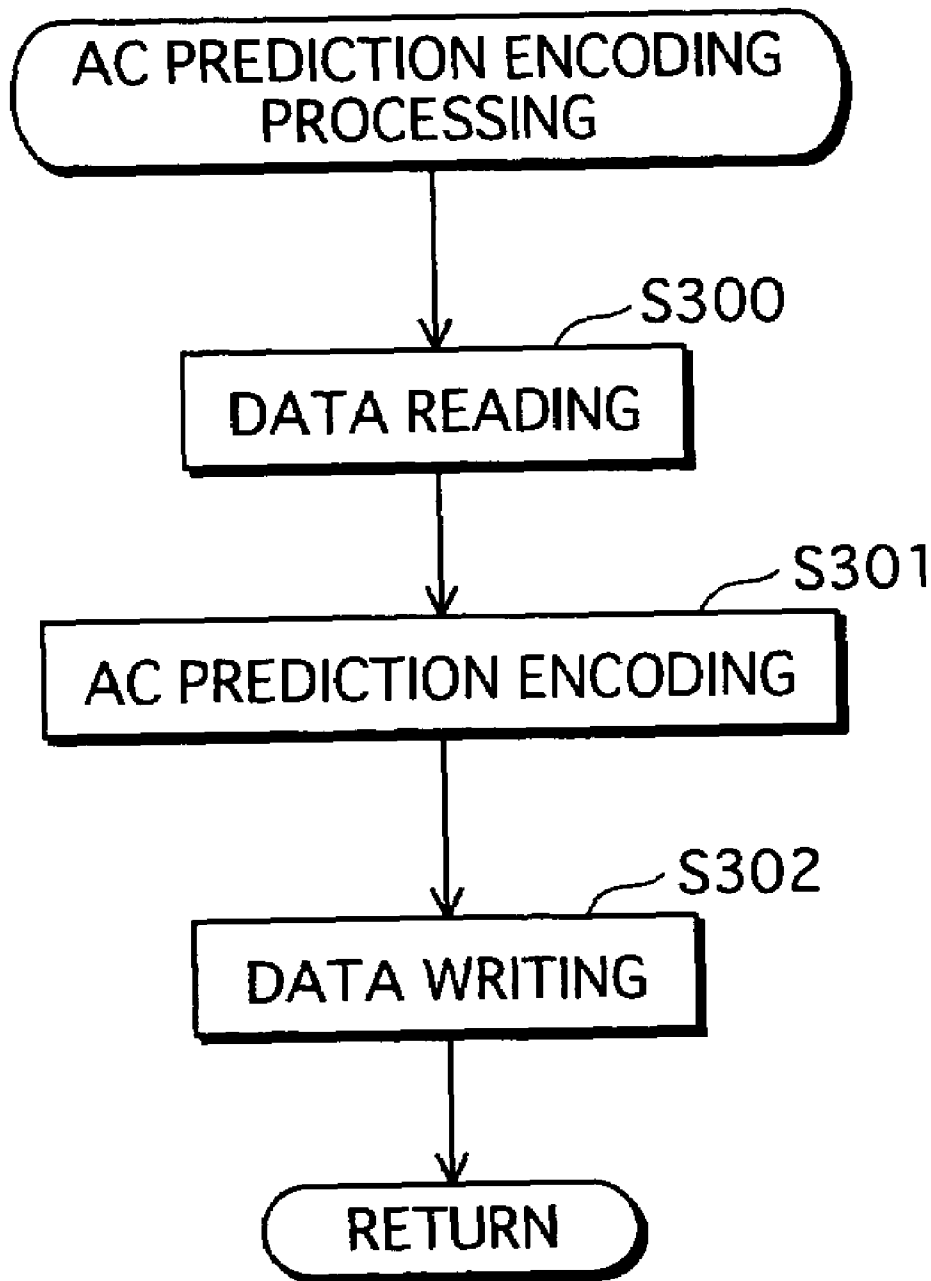 AC PREDICTION ENCODING
PROCESSING
S300
DATA READING
S301
AC PREDICTION ENCODING
S302
DATA WRITING
RETURN